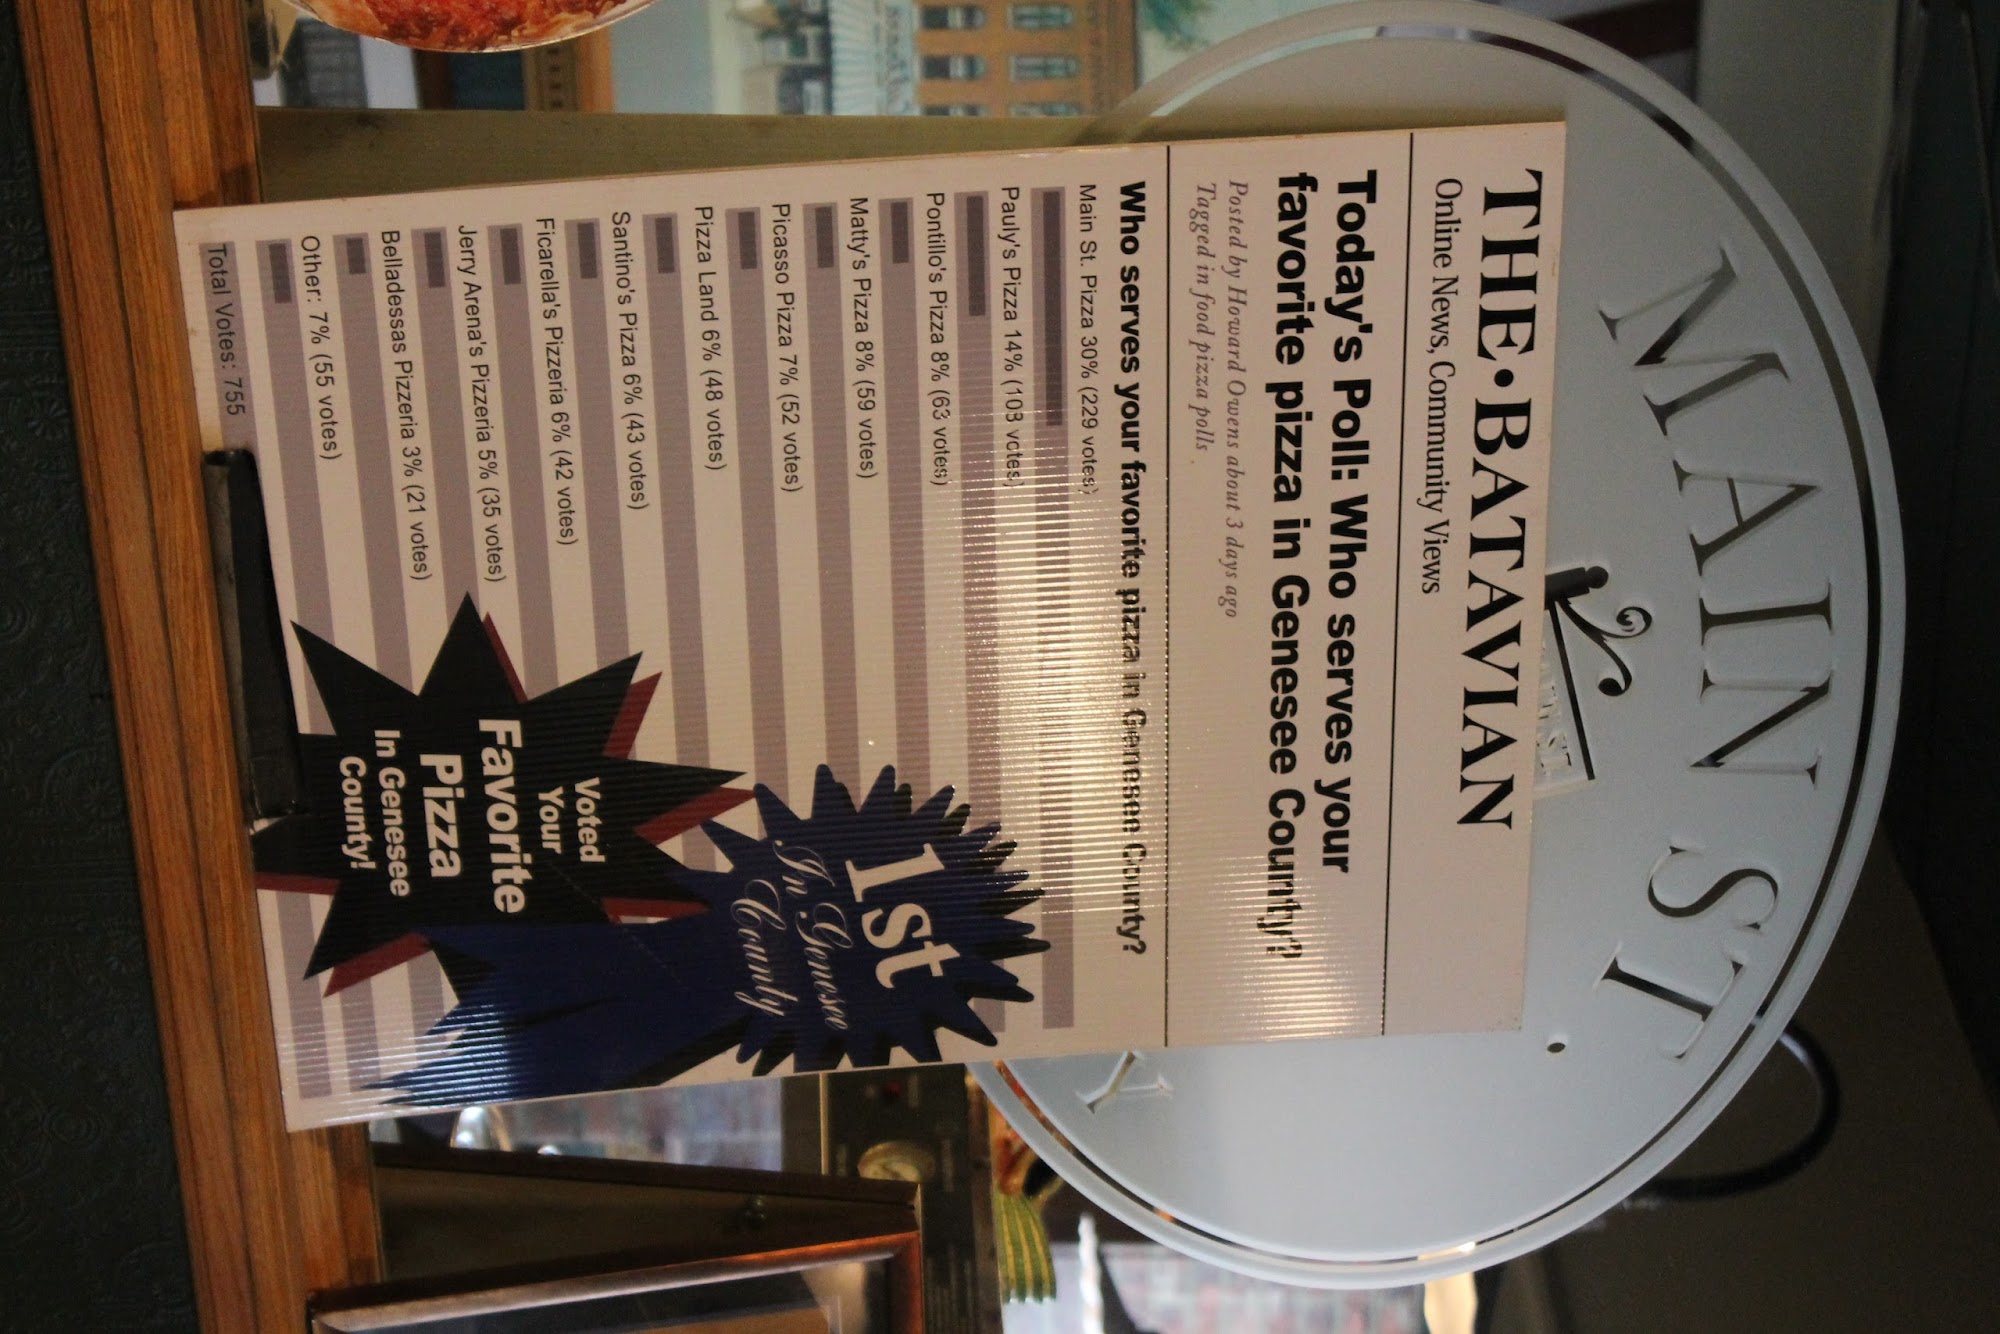 MAIN ST
THE•BATAVIAN
Online News, Community Views
Today's Poll: Who serves your
favorite pizza in Genesee County?
Posted by Howard Owens about 3 days ago
Tagged in food pizza polls
Who serves your favorite pizza in Genesee County?
Main St. Pizza 30% (229 votes)
Pauly's Pizza 14% (108 votes)
Pontillo's Pizza 8% (63 votes)
Matty's Pizza 8% (59 votes)
Picasso Pizza 7% (52 votes)
Pizza Land 6% (48 votes)
Santino's Pizza 6% (43 votes)
Ficarella's Pizzeria 6% (42 votes)
Jerry Arena's Pizzeria 5% (35 votes)
Belladessas Pizzeria 3% (21 votes)
Other: 7% (55 votes)
Total Votes: 755
1st
In Genesee
County
Voted
Your
Favorite
Pizza
In Genesee
County!